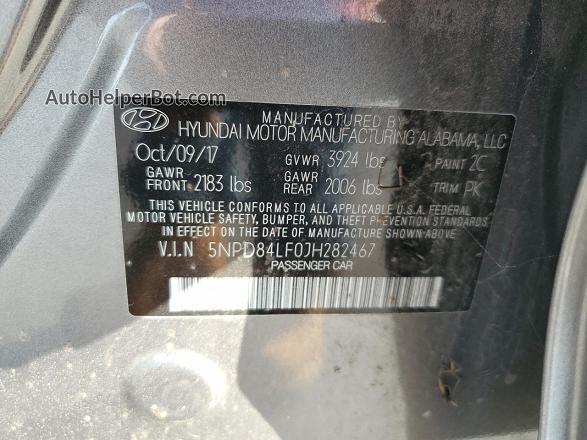 AutoHelperBot.com
MANUFACTURED BY
HYUNDAI MOTOR MANUFACTURING ALABAMA, LLC
Oct/09/17 GVWR 3924 lbs PAINT 2C
GAWR FRONT 2183 lbs GAWR REAR 2006 lbs TRIM PK
THIS VEHICLE CONFORMS TO ALL APPLICABLE U.S.A. FEDERAL
MOTOR VEHICLE SAFETY, BUMPER, AND THEFT PREVENTION STANDARDS
IN EFFECT ON THE DATE OF MANUFACTURE SHOWN ABOVE.
V.I.N 5NPD84LF0JH282467
PASSENGER CAR